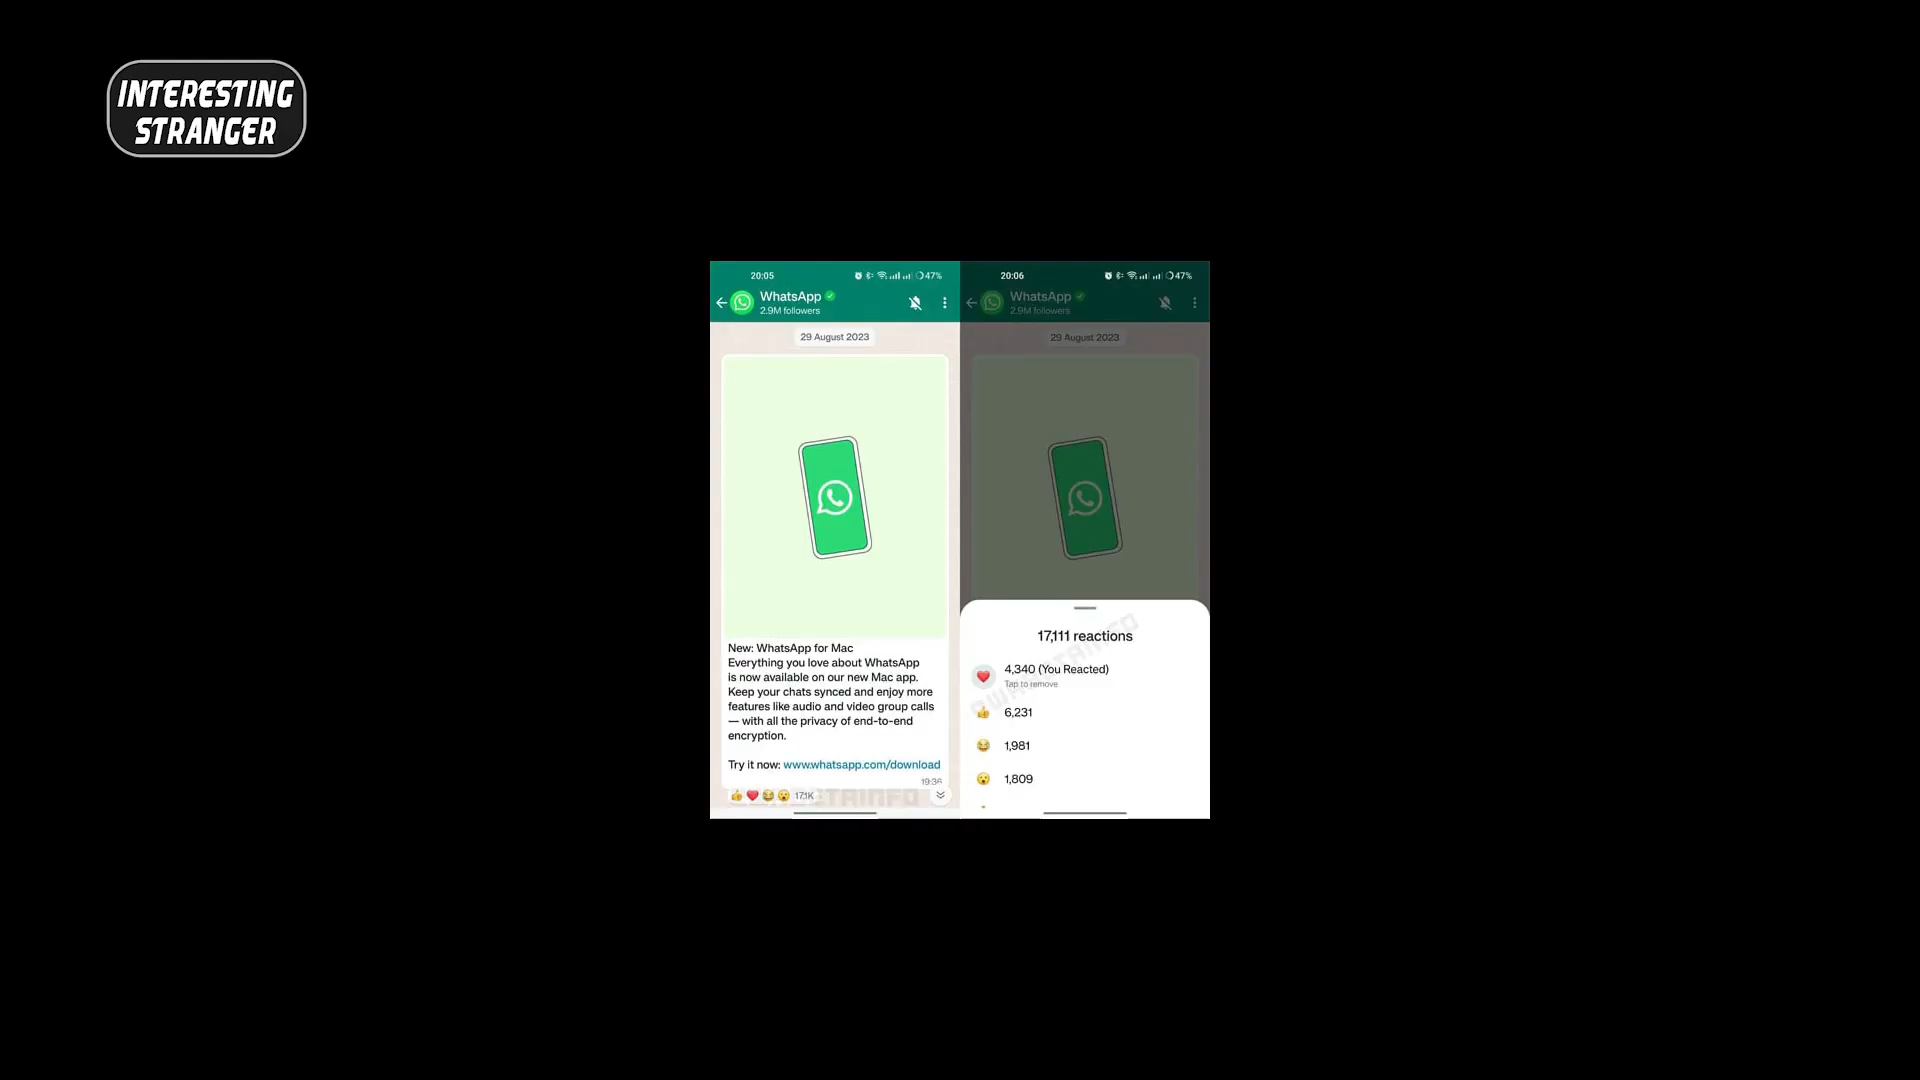 INTERESTING
STRANGER
20:05
47%
WhatsApp
2.9M followers
29 August 2023
New: WhatsApp for Mac
Everything you love about WhatsApp
is now available on our new Mac app.
Keep your chats synced and enjoy more
features like audio and video group calls
— with all the privacy of end-to-end
encryption.
Try it now: www.whatsapp.com/download
19:36
17.1K
20:06
47%
WhatsApp
2.9M followers
29 August 2023
17,111 reactions
4,340 (You Reacted)
Tap to remove
6,231
1,981
1,809